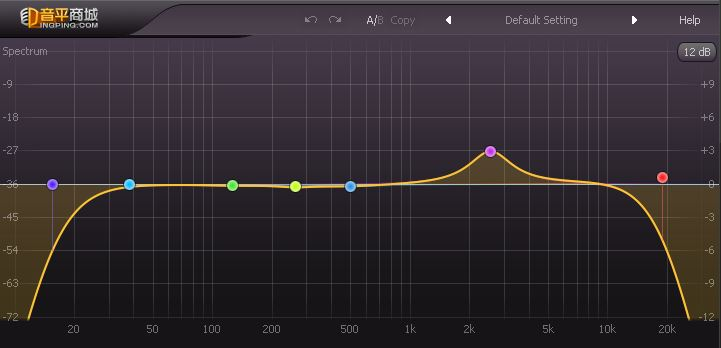 音平商城
JINGPING.COM
A/B Copy
Default Setting
Help
Spectrum
12 dB
-9 +9
-18 +6
-27 +3
-36 0
-45 -3
-54 -6
-63 -9
-72 -12
20 50 100 200 500 1k 2k 5k 10k 20k